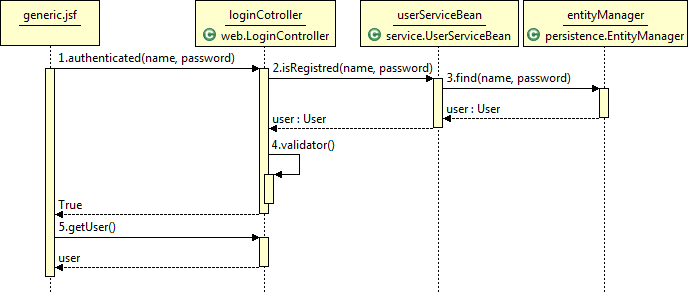 generic.jsf
loginCotroller
C web.LoginController
userServiceBean
C service.UserServiceBean
entityManager
C persistence.EntityManager
1.authenticated(name, password)
2.isRegistred(name, password)
3.find(name, password)
user : User
user : User
4.validator()
True
5.getUser()
user